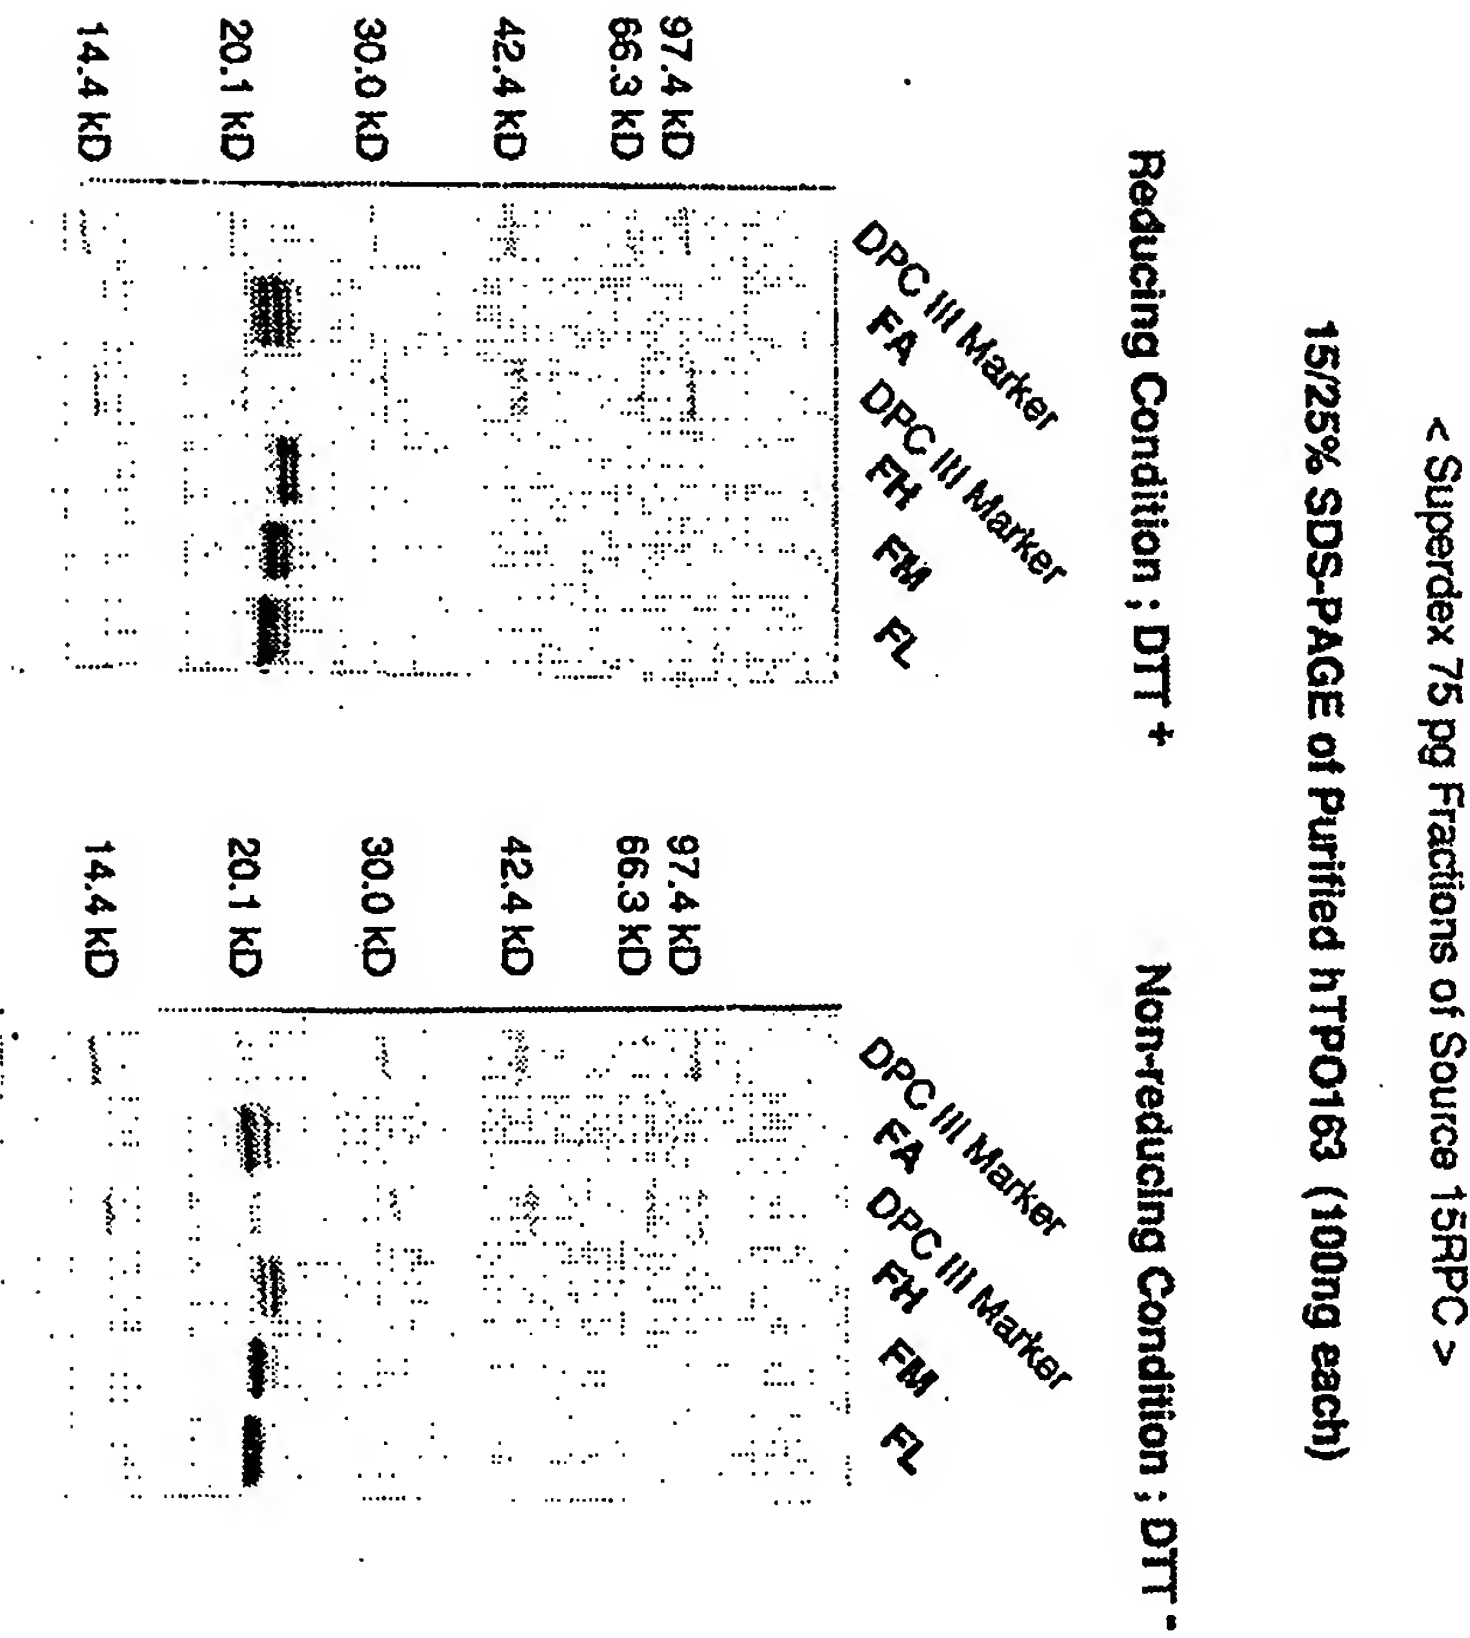 < Superdex 75 pg Fractions of Source 15RPC >
15/25% SDS-PAGE of Purified hTPO163 (100ng each)
Reducing Condition ; DTT +
DPC III Marker
FA
DPC III Marker
FH
FM
FL
97.4 kD
66.3 kD
42.4 kD
30.0 kD
20.1 kD
14.4 kD
Non-reducing Condition ; DTT -
DPC III Marker
FA
DPC III Marker
FH
FM
FL
97.4 kD
66.3 kD
42.4 kD
30.0 kD
20.1 kD
14.4 kD